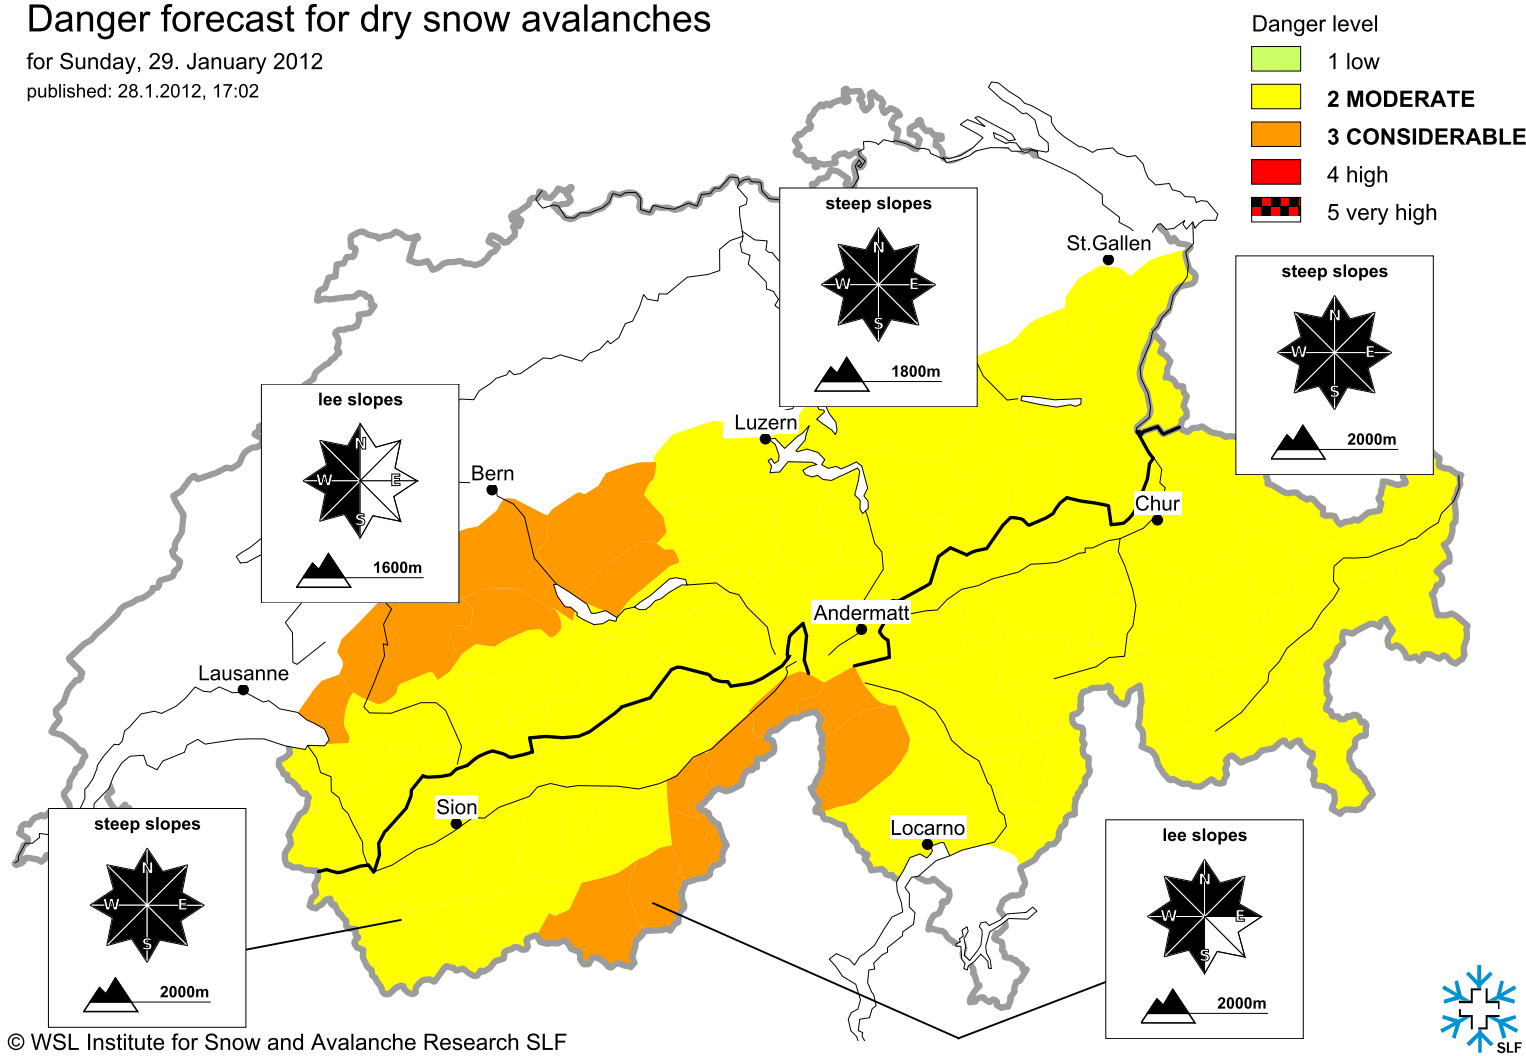 Danger forecast for dry snow avalanches
for Sunday, 29. January 2012
published: 28.1.2012, 17:02
Danger level
1 low
2 MODERATE
3 CONSIDERABLE
4 high
5 very high
steep slopes
N
W E
S
1800m
St.Gallen
steep slopes
N
W E
S
2000m
lee slopes
N
W E
S
1600m
Luzern
Bern
Chur
Andermatt
Lausanne
Sion
Locarno
steep slopes
N
W E
S
2000m
lee slopes
N
W E
S
2000m
© WSL Institute for Snow and Avalanche Research SLF
SLF